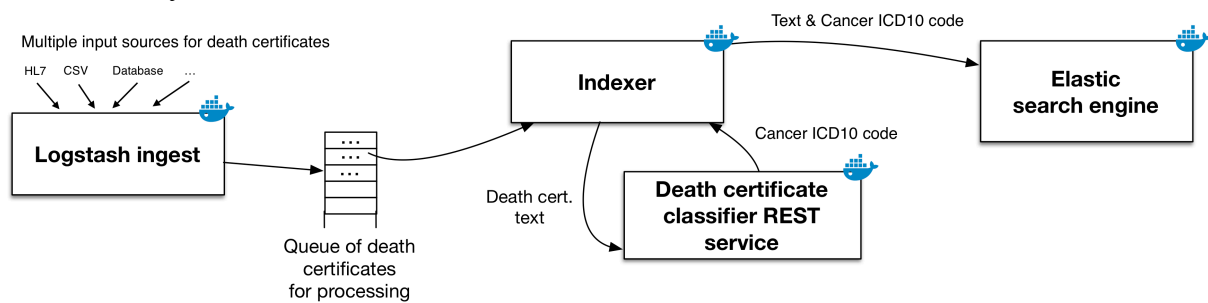 Multiple input sources for death certificates
HL7 CSV Database ...
Logstash ingest
...
...
...
Queue of death
certificates
for processing
Indexer
Death cert.
text
Cancer ICD10 code
Death certificate
classifier REST
service
Text & Cancer ICD10 code
Elastic
search engine